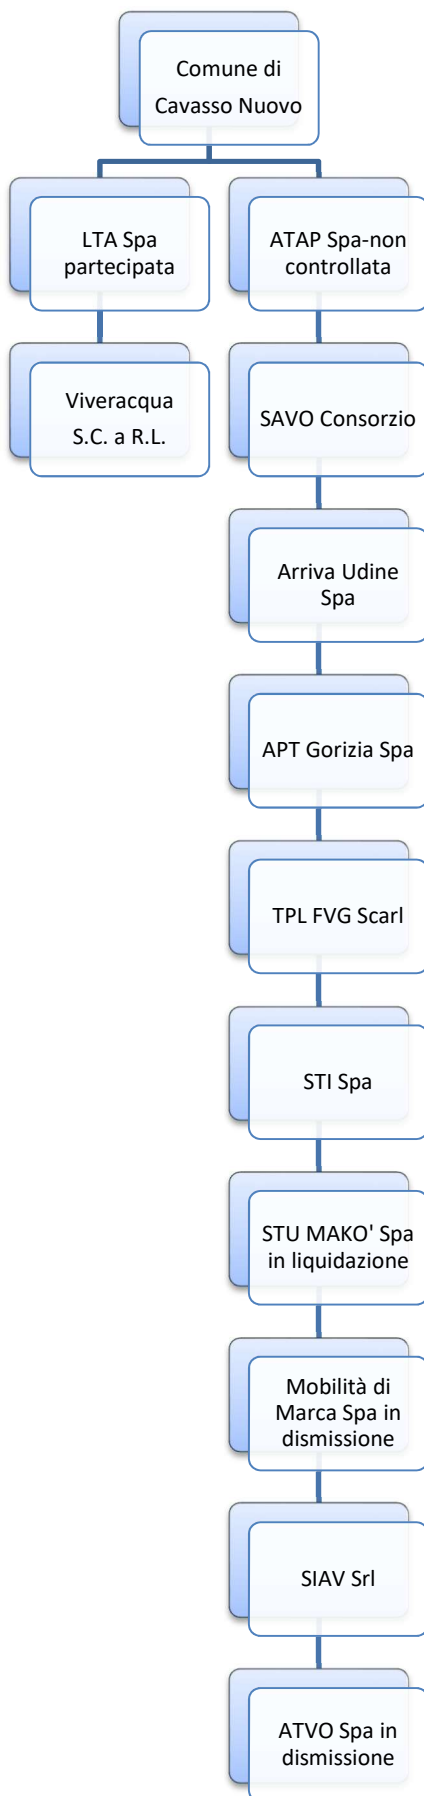 Comune di
Cavasso Nuovo
LTA Spa
partecipata
ATAP Spa-non
controllata
Viveracqua
S.C. a R.L.
SAVO Consorzio
Arriva Udine
Spa
APT Gorizia Spa
TPL FVG Scarl
STI Spa
STU MAKO' Spa
in liquidazione
Mobilità di
Marca Spa in
dismissione
SIAV Srl
ATVO Spa in
dismissione